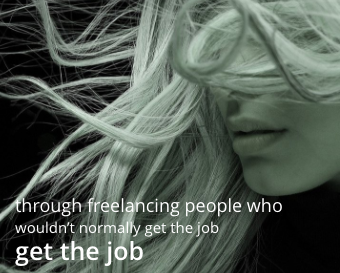 through freelancing people who
wouldn't normally get the job
get the job